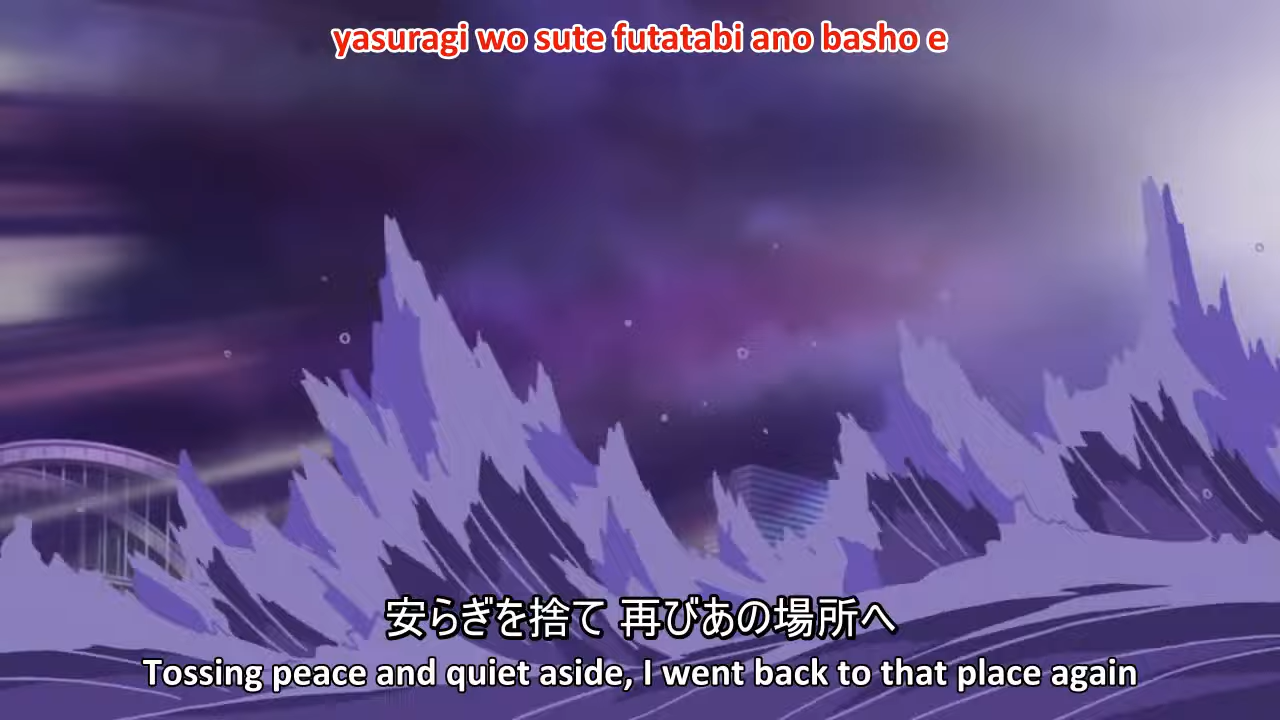 yasuragi wo sute futatabi ano basho e
安らぎを捨て 再びあの場所へ
Tossing peace and quiet aside, I went back to that place again